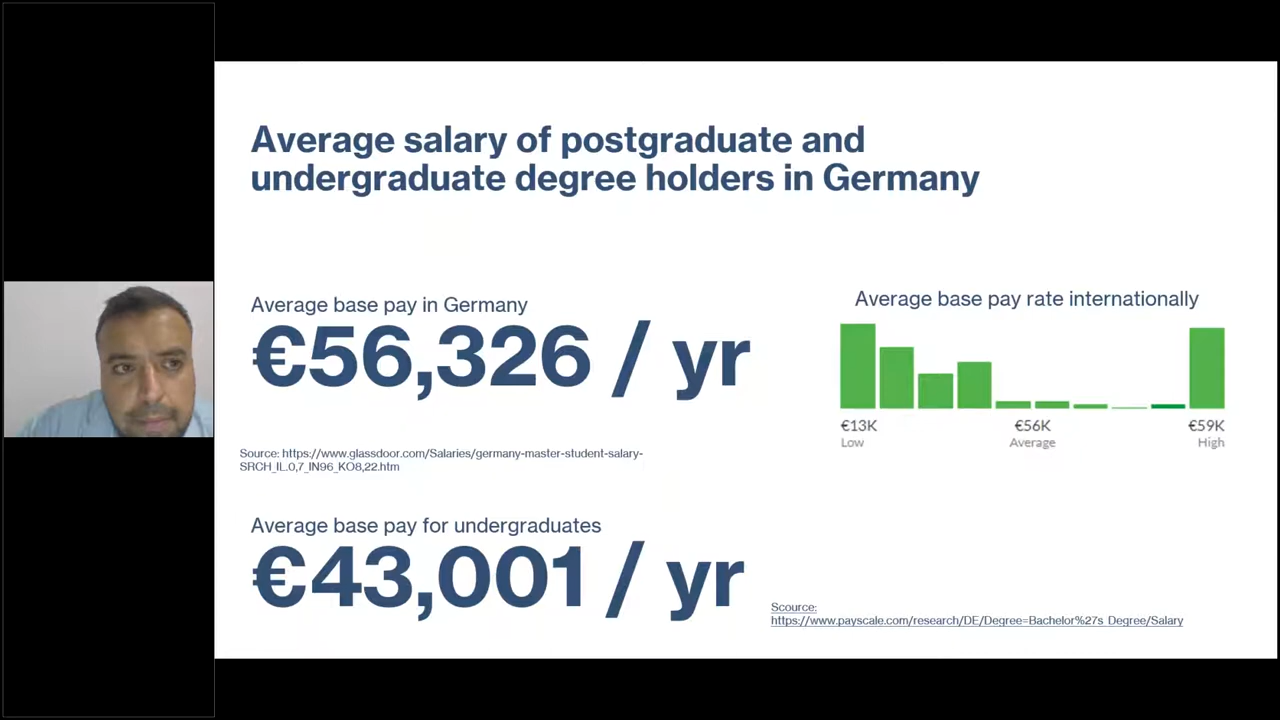 Average salary of postgraduate and
undergraduate degree holders in Germany
Average base pay in Germany
€56,326 / yr
Source: https://www.glassdoor.com/Salaries/germany-master-student-salary-
SRCH_IL.0,7_IN96_KO8,22.htm
Average base pay rate internationally
€13K €56K €59K
Low Average High
Average base pay for undergraduates
€43,001 / yr
Scource:
https://www.payscale.com/research/DE/Degree=Bachelor%27s_Degree/Salary